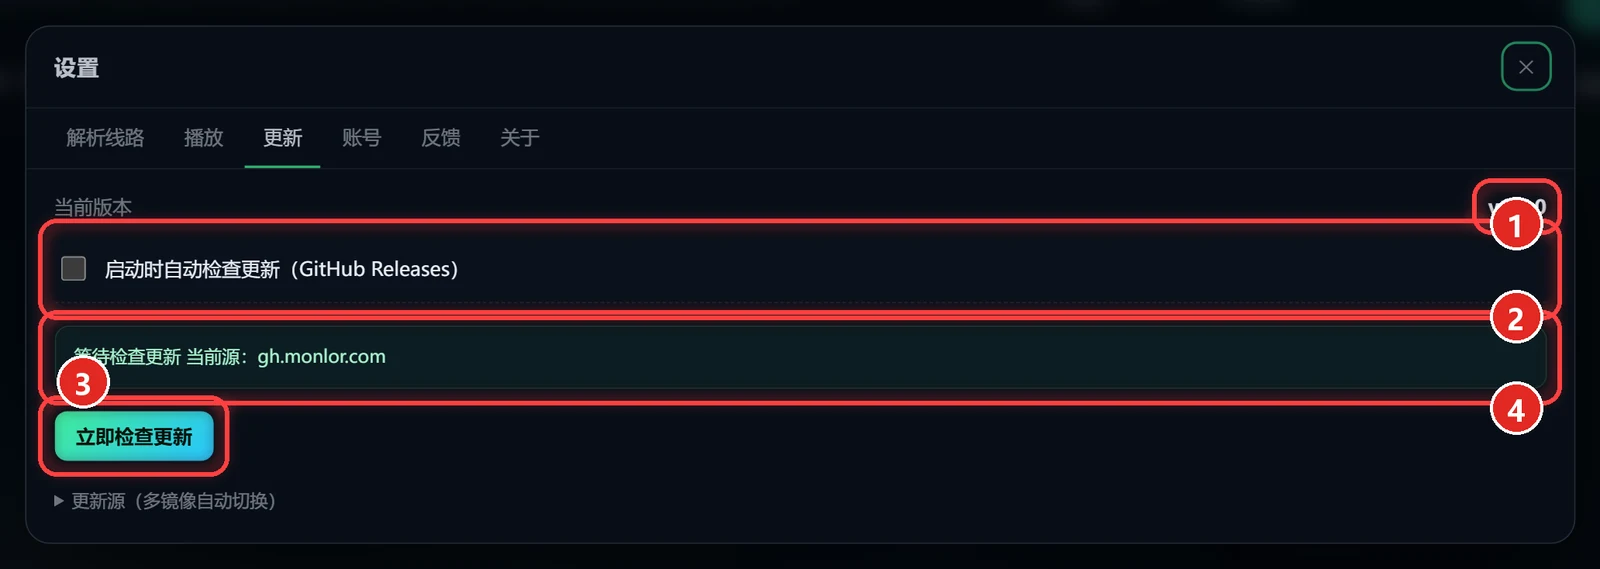 设置
解析线路 播放 更新 账号 反馈 关于
当前版本
1
启动时自动检查更新（GitHub Releases）
2
等待检查更新 当前源：gh.monlor.com
3
4
立即检查更新
更新源（多镜像自动切换）